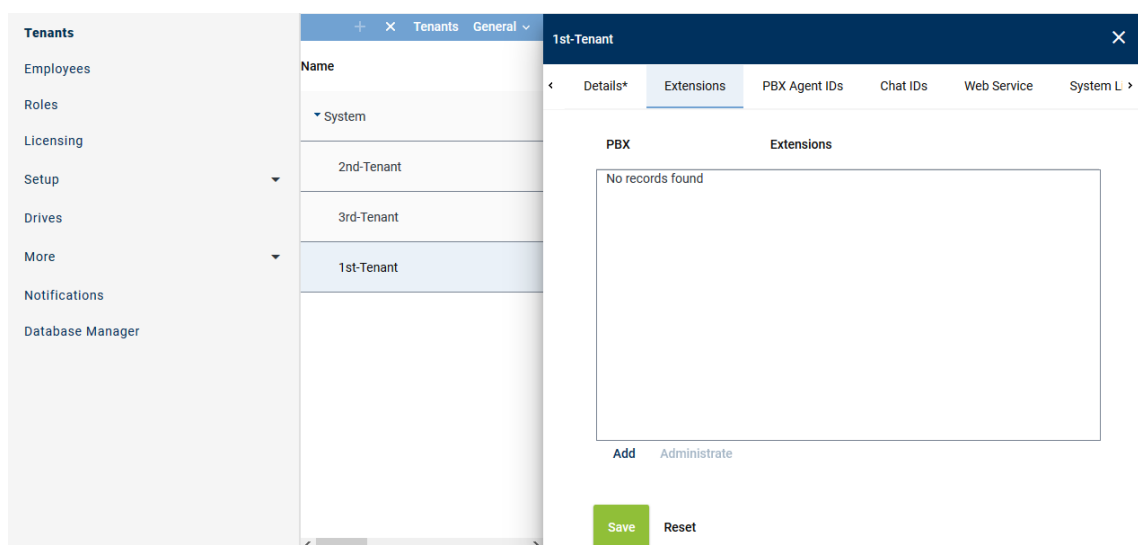 Tenants
Employees
Roles
Licensing
Setup
Drives
More
Notifications
Database Manager
Tenants General
Name
System
2nd-Tenant
3rd-Tenant
1st-Tenant
1st-Tenant
Details* Extensions PBX Agent IDs Chat IDs Web Service System L
PBX Extensions
No records found
Add Administrate
Save Reset